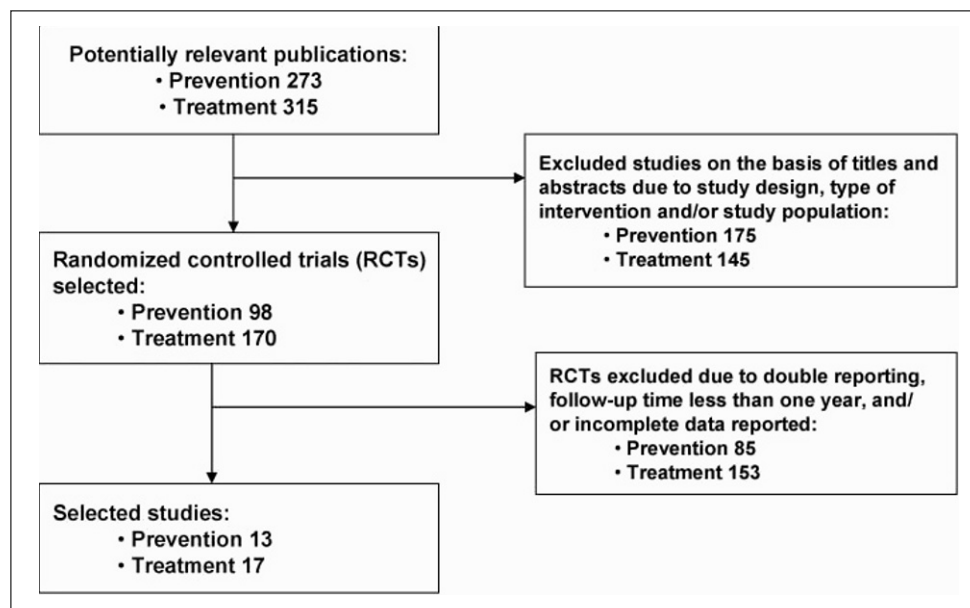 Potentially relevant publications:
• Prevention 273
• Treatment 315
Excluded studies on the basis of titles and
abstracts due to study design, type of
intervention and/or study population:
• Prevention 175
• Treatment 145
Randomized controlled trials (RCTs)
selected:
• Prevention 98
• Treatment 170
RCTs excluded due to double reporting,
follow-up time less than one year, and/
or incomplete data reported:
• Prevention 85
• Treatment 153
Selected studies:
• Prevention 13
• Treatment 17